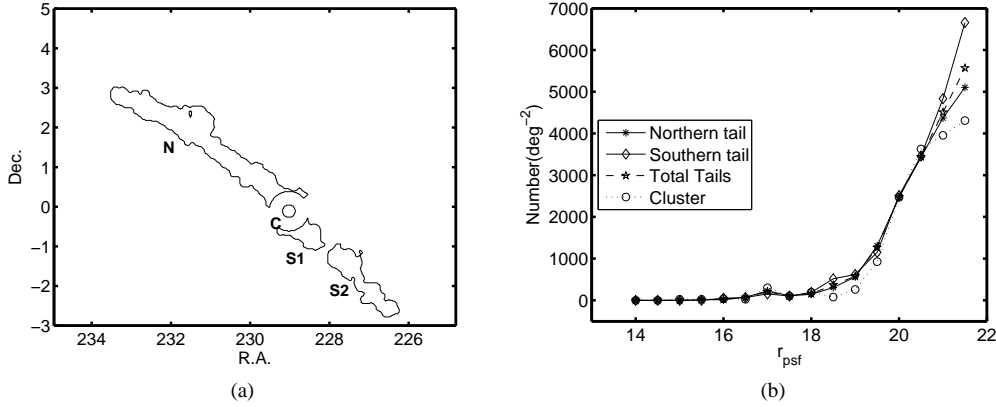 5
4
3
2
1
0
−1
−2
−3
Dec.
N
C
S1
S2
234
232
230
228
226
R.A.
(a)
7000
6000
5000
4000
3000
2000
1000
0
Number(deg−2)
Northern tail
Southern tail
Total Tails
Cluster
14
16
18
20
22
rpsf
(b)